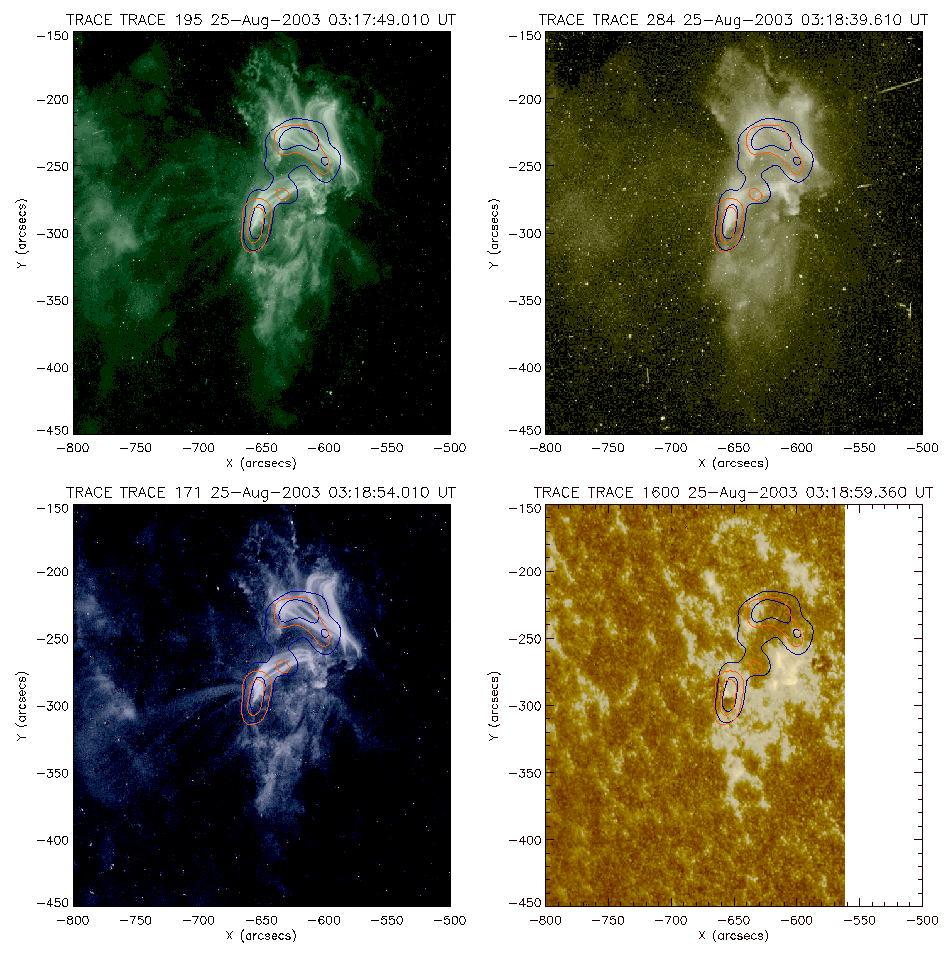 TRACE TRACE 195 25-Aug-2003 03:17:49.010 UT
-150
-200
-250
-300
-350
-400
-450
Y (arcsecs)
-800 -750 -700 -650 -600 -550 -500
X (arcsecs)
TRACE TRACE 284 25-Aug-2003 03:18:39.610 UT
-150
-200
-250
-300
-350
-400
-450
Y (arcsecs)
-800 -750 -700 -650 -600 -550 -500
X (arcsecs)
TRACE TRACE 171 25-Aug-2003 03:18:54.010 UT
-150
-200
-250
-300
-350
-400
-450
Y (arcsecs)
-800 -750 -700 -650 -600 -550 -500
X (arcsecs)
TRACE TRACE 1600 25-Aug-2003 03:18:59.360 UT
-150
-200
-250
-300
-350
-400
-450
Y (arcsecs)
-800 -750 -700 -650 -600 -550 -500
X (arcsecs)